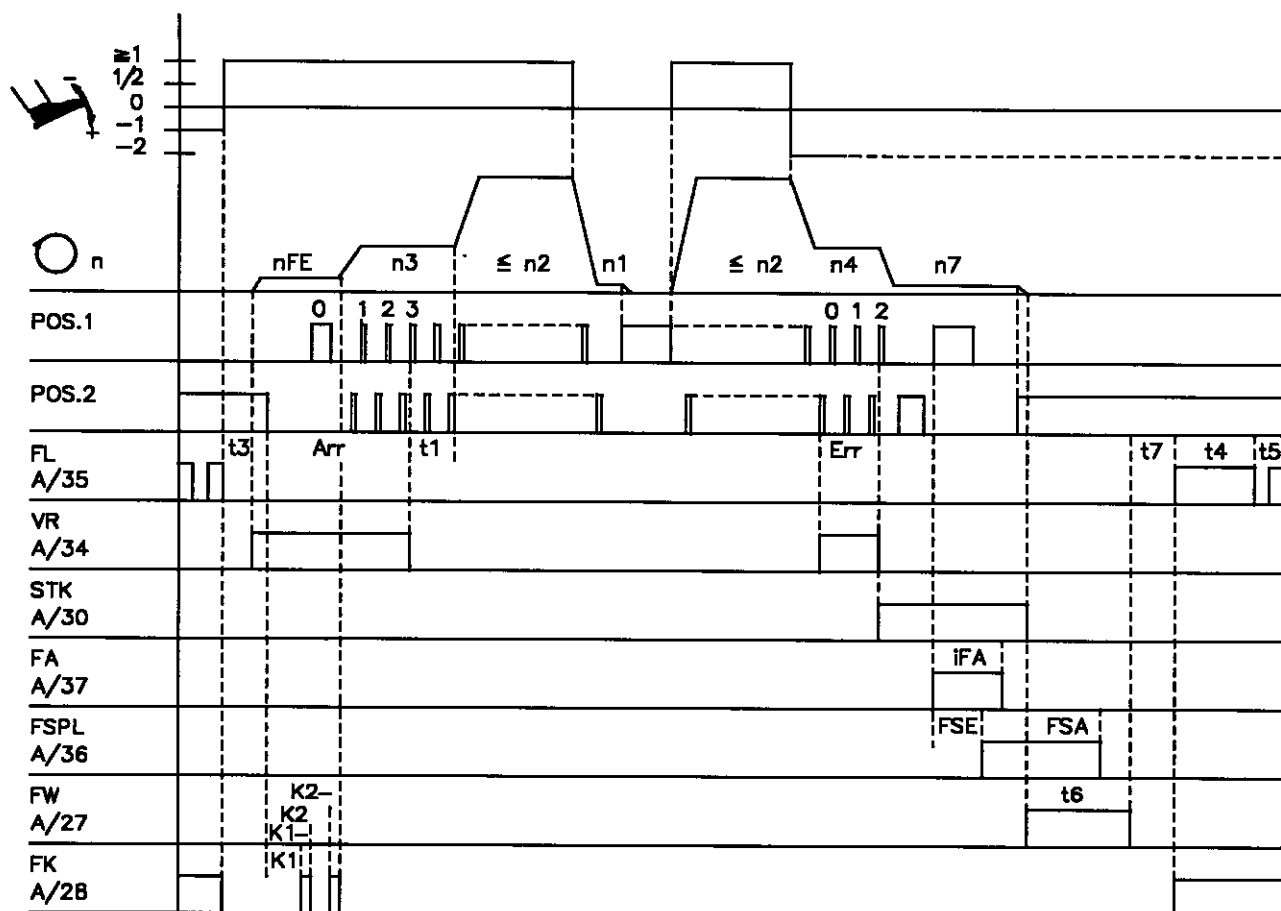 ≧1
1/2
0
-1
-2
-
+
n
nFE
n3
≦ n2
n1
≦ n2
n4
n7
POS.1
0
1
2
3
0
1
2
POS.2
FL
A/35
t3
Arr
t1
Err
t7
t4
t5
VR
A/34
STK
A/30
FA
A/37
iFA
FSPL
A/36
FSE
FSA
FW
A/27
K2-
K2
K1-
t6
FK
A/28
K1